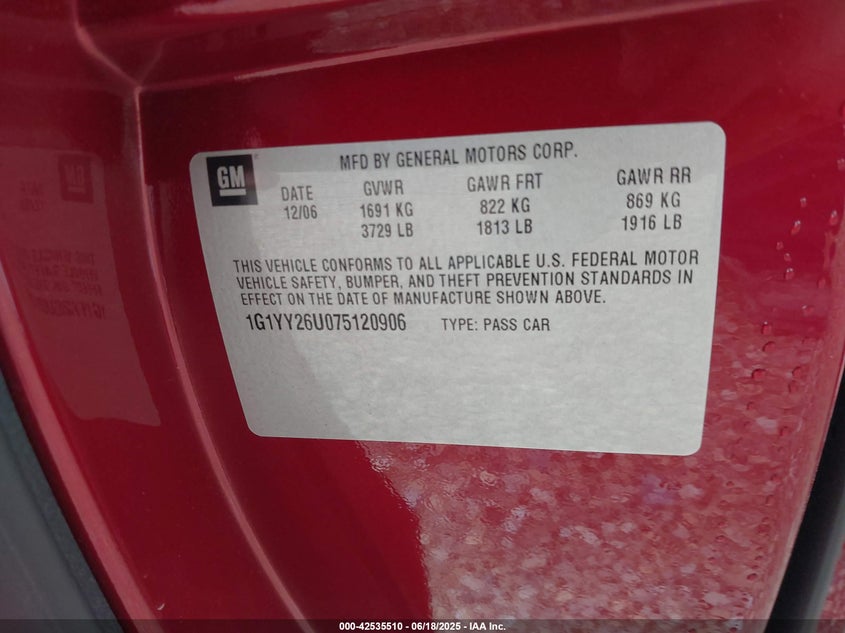 GM
MFD BY GENERAL MOTORS CORP.
DATE GVWR GAWR FRT GAWR RR
12/06 1691 KG 822 KG 869 KG
3729 LB 1813 LB 1916 LB
THIS VEHICLE CONFORMS TO ALL APPLICABLE U.S. FEDERAL MOTOR
VEHICLE SAFETY, BUMPER, AND THEFT PREVENTION STANDARDS IN
EFFECT ON THE DATE OF MANUFACTURE SHOWN ABOVE.
1G1YY26U075120906 TYPE: PASS CAR
000-42535510 - 06/18/2025 - IAA Inc.